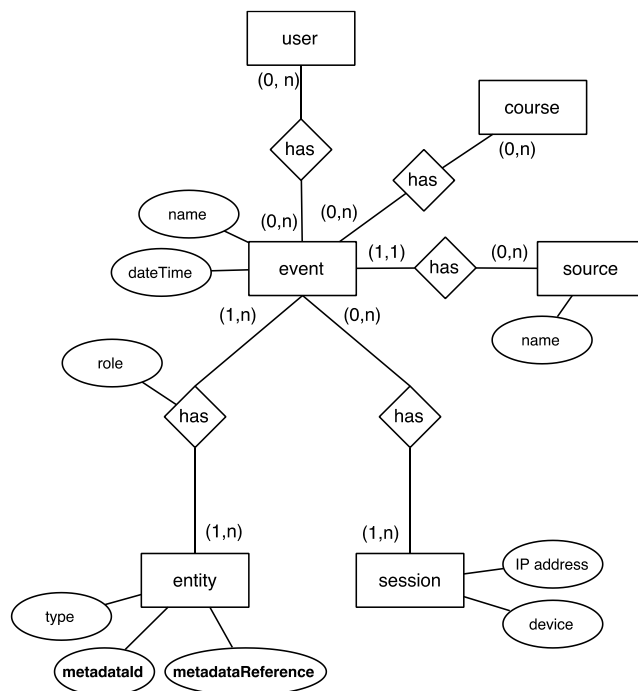 user
(0, n)
course
has
(0,n)
has
name
(0,n)
(0,n)
dateTime
event
(1,1)
has
(0,n)
source
(1,n)
(0,n)
name
role
has
has
(1,n)
(1,n)
entity
session
IP address
type
device
metadataId
metadataReference